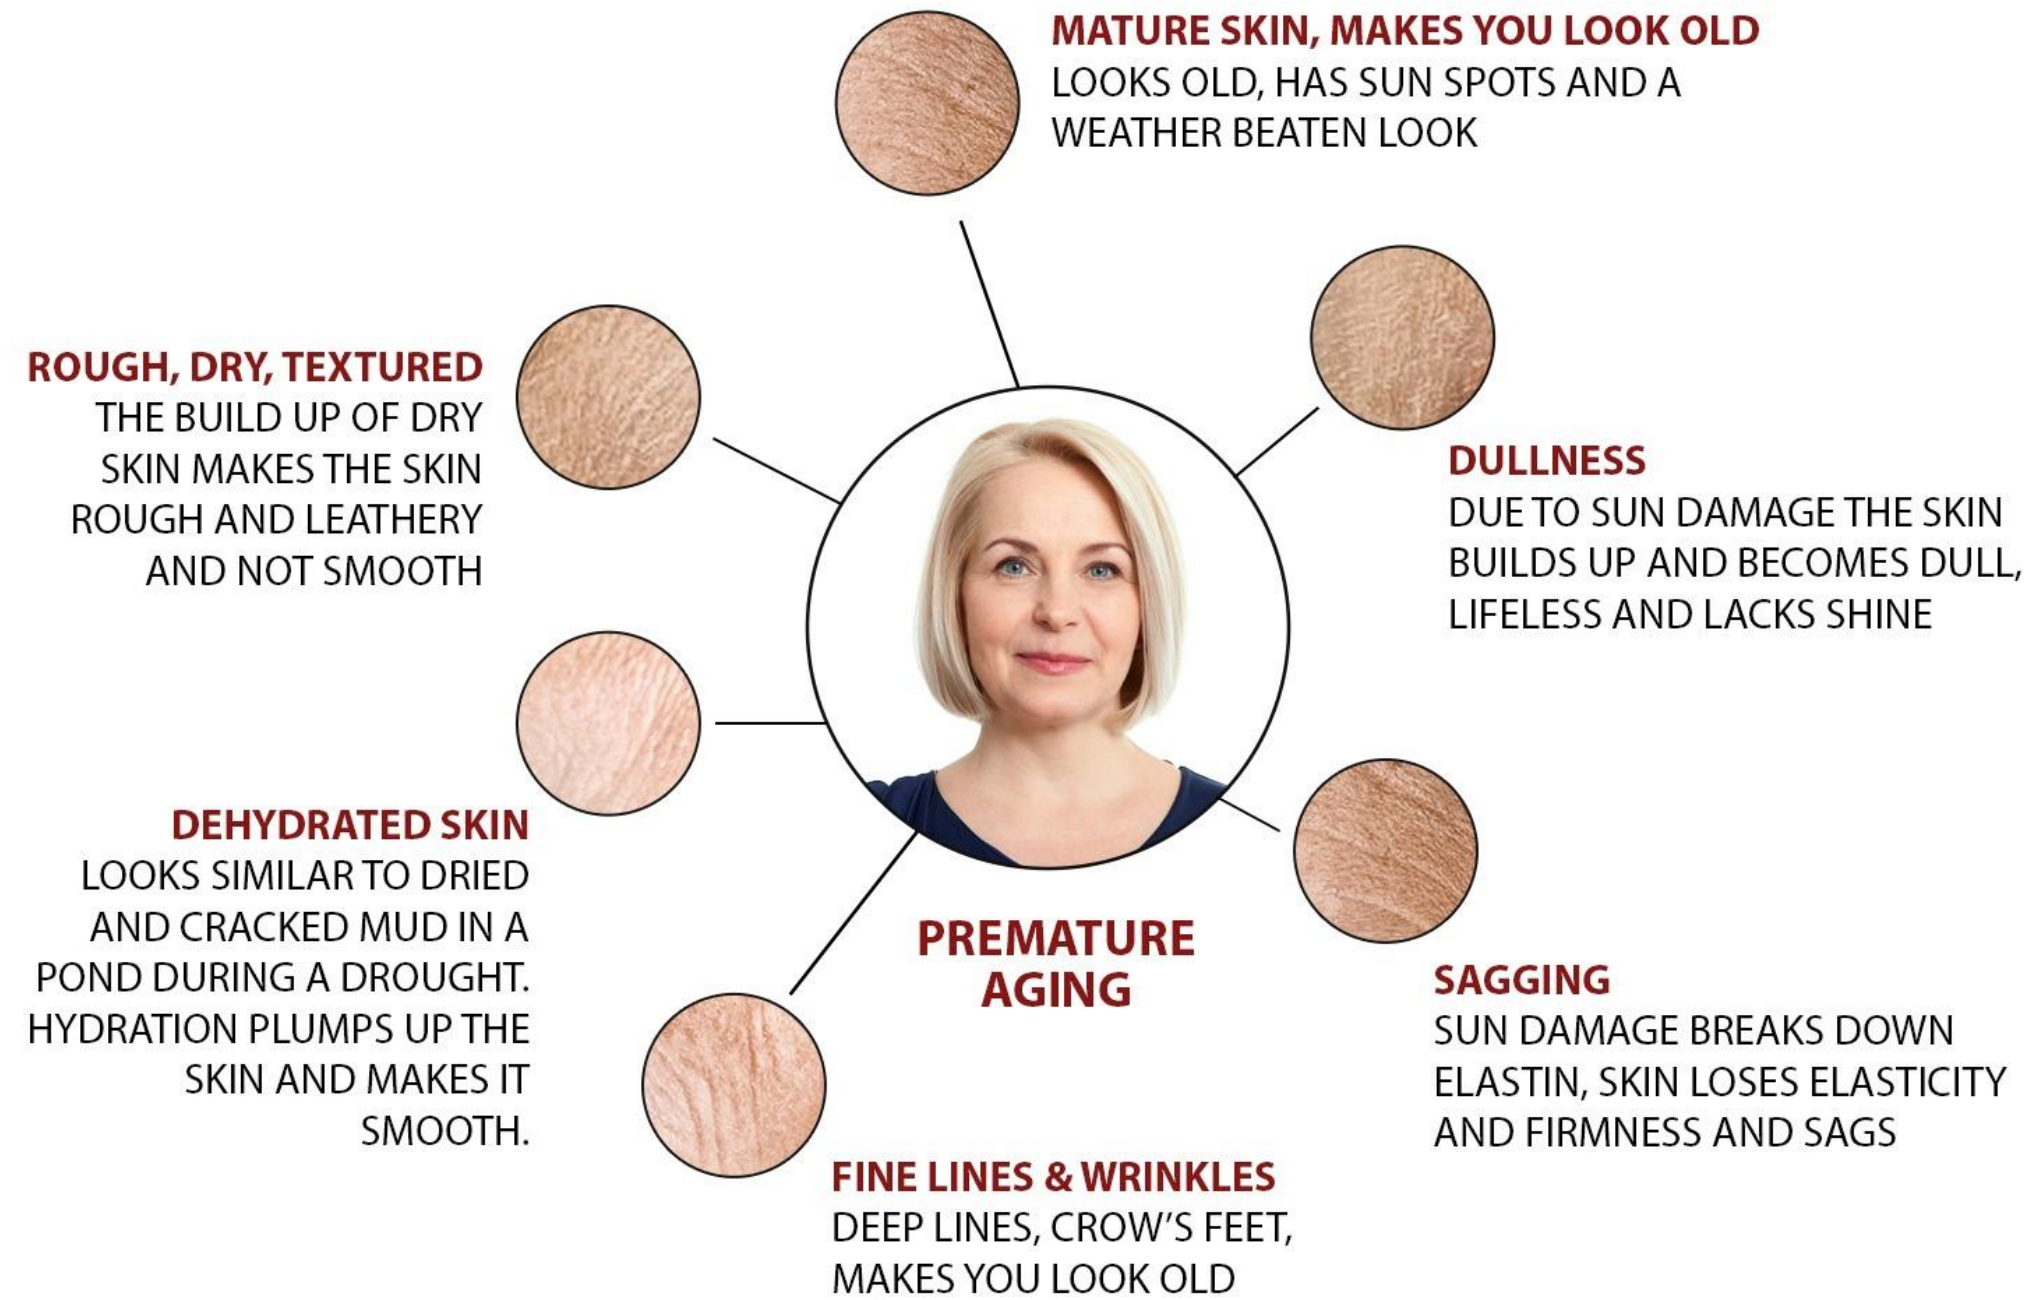 MATURE SKIN, MAKES YOU LOOK OLD
LOOKS OLD, HAS SUN SPOTS AND A
WEATHER BEATEN LOOK
ROUGH, DRY, TEXTURED
THE BUILD UP OF DRY
SKIN MAKES THE SKIN
ROUGH AND LEATHERY
AND NOT SMOOTH
DULLNESS
DUE TO SUN DAMAGE THE SKIN
BUILDS UP AND BECOMES DULL,
LIFELESS AND LACKS SHINE
DEHYDRATED SKIN
LOOKS SIMILAR TO DRIED
AND CRACKED MUD IN A
POND DURING A DROUGHT.
HYDRATION PLUMPS UP THE
SKIN AND MAKES IT
SMOOTH.
PREMATURE
AGING
SAGGING
SUN DAMAGE BREAKS DOWN
ELASTIN, SKIN LOSES ELASTICITY
AND FIRMNESS AND SAGS
FINE LINES & WRINKLES
DEEP LINES, CROW'S FEET,
MAKES YOU LOOK OLD